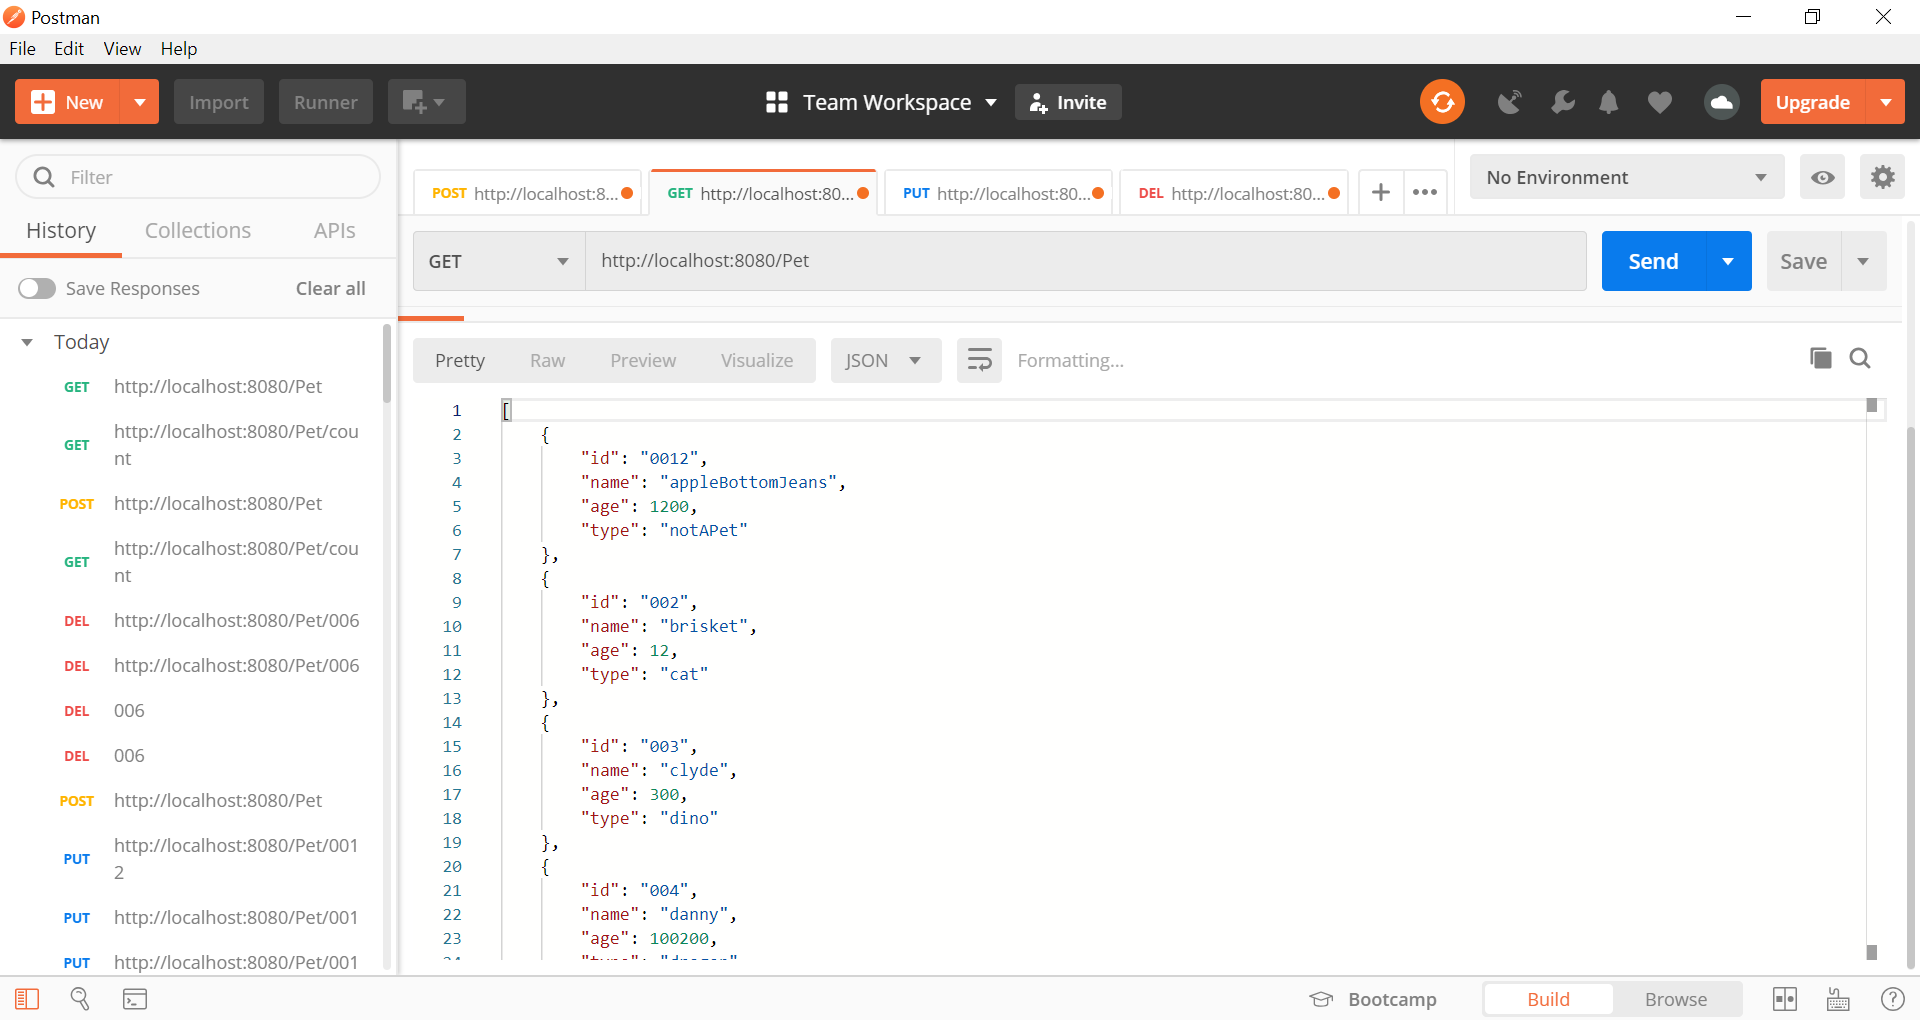 Postman
File Edit View Help
New Import Runner Team Workspace Invite Upgrade
Filter
History Collections APIs
Save Responses Clear all
Today
GET http://localhost:8080/Pet
GET http://localhost:8080/Pet/cou
nt
POST http://localhost:8080/Pet
GET http://localhost:8080/Pet/cou
nt
DEL http://localhost:8080/Pet/006
DEL http://localhost:8080/Pet/006
DEL 006
DEL 006
POST http://localhost:8080/Pet
PUT http://localhost:8080/Pet/001
2
PUT http://localhost:8080/Pet/001
PUT http://localhost:8080/Pet/001
POST http://localhost:8... GET http://localhost:80... PUT http://localhost:80... DEL http://localhost:80... + ••• No Environment
GET http://localhost:8080/Pet Send Save
Pretty Raw Preview Visualize JSON Formatting...
1 [
2 {
3 "id": "0012",
4 "name": "appleBottomJeans",
5 "age": 1200,
6 "type": "notAPet"
7 },
8 {
9 "id": "002",
10 "name": "brisket",
11 "age": 12,
12 "type": "cat"
13 },
14 {
15 "id": "003",
16 "name": "clyde",
17 "age": 300,
18 "type": "dino"
19 },
20 {
21 "id": "004",
22 "name": "danny",
23 "age": 100200,
Bootcamp Build Browse